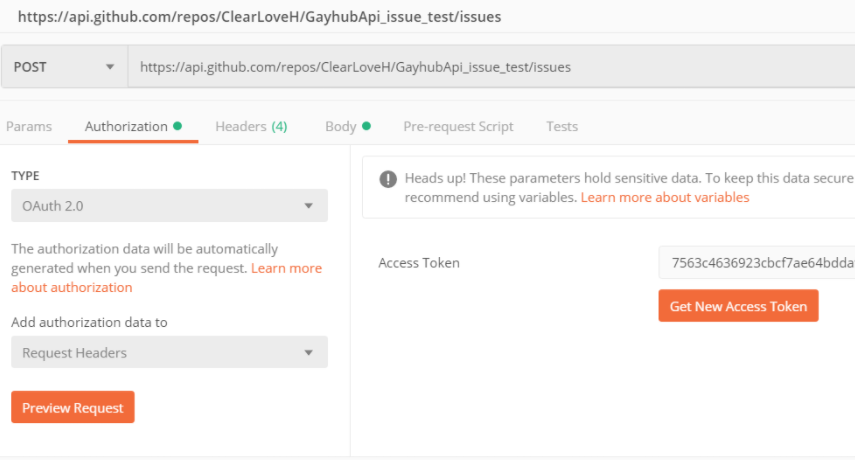 https://api.github.com/repos/ClearLoveH/GayhubApi_issue_test/issues
POST https://api.github.com/repos/ClearLoveH/GayhubApi_issue_test/issues
Params Authorization Headers (4) Body Pre-request Script Tests
TYPE
OAuth 2.0
The authorization data will be automatically
generated when you send the request. Learn more
about authorization
Add authorization data to
Request Headers
Preview Request
Heads up! These parameters hold sensitive data. To keep this data secure
recommend using variables. Learn more about variables
Access Token 7563c4636923cbcf7ae64bdda
Get New Access Token